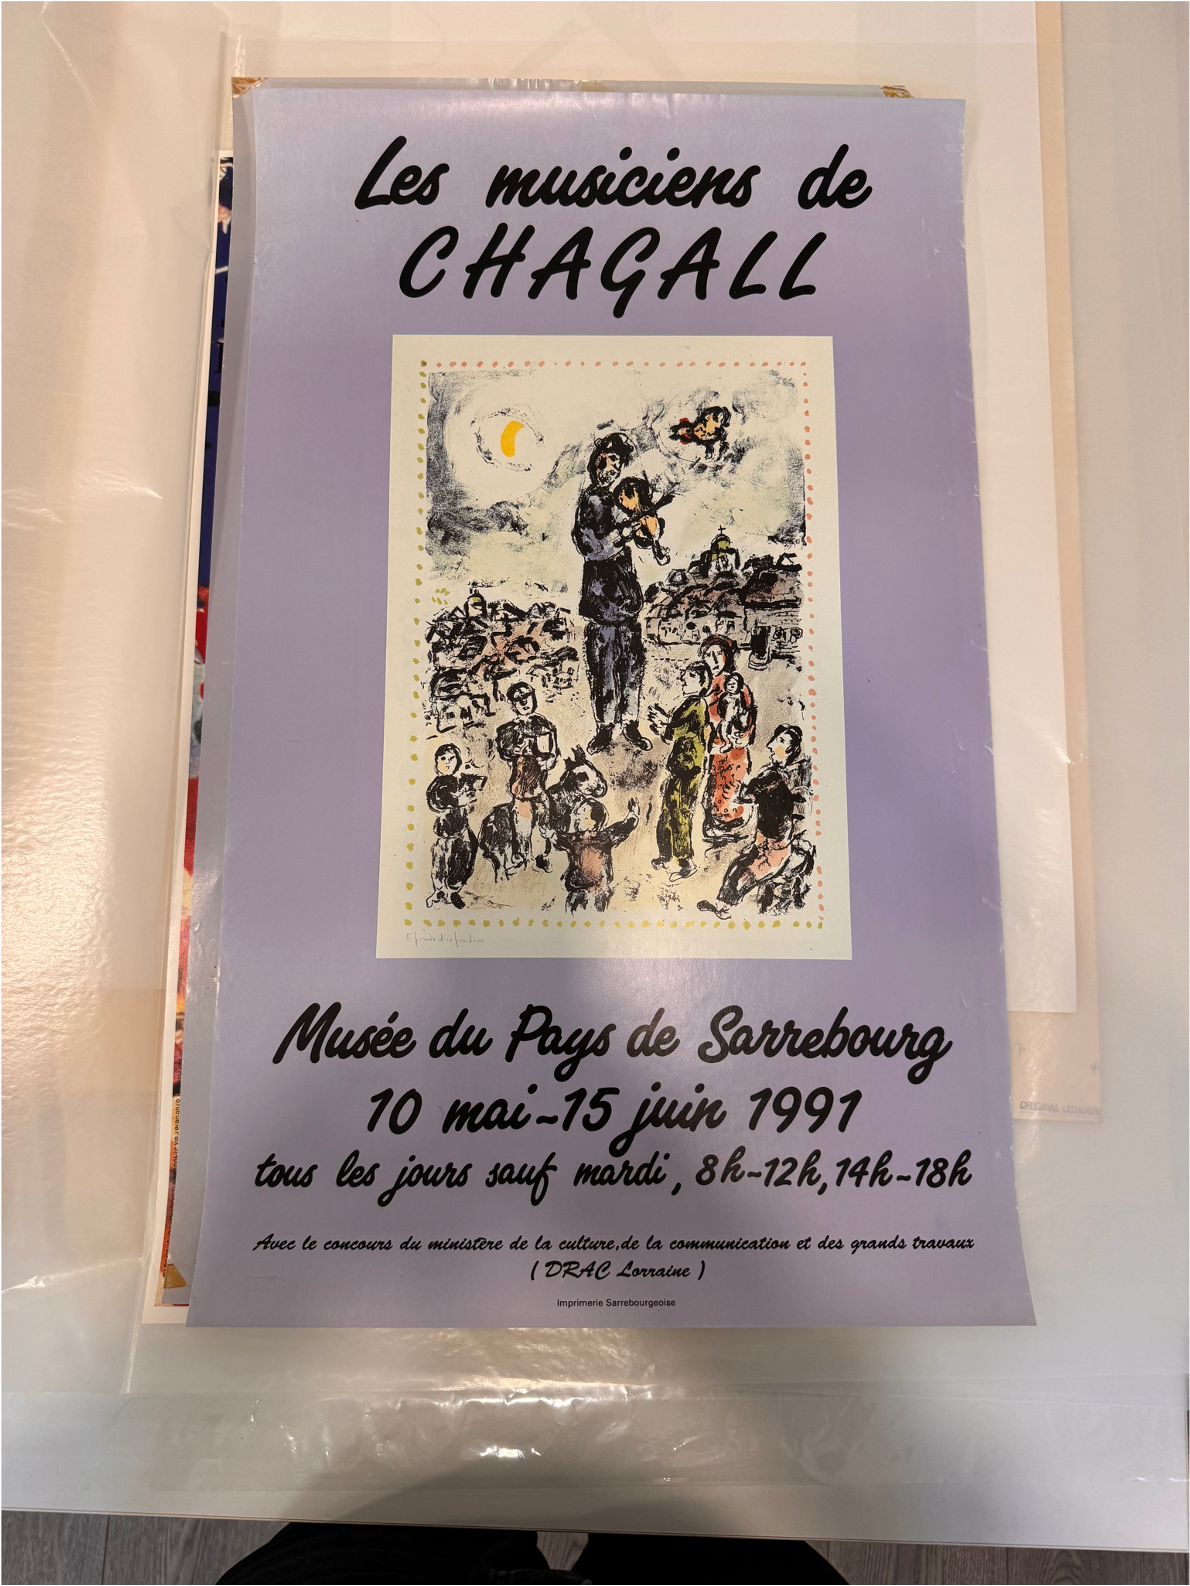 Les musiciens de
CHAGALL
Musée du Pays de Sarrebourg
10 mai-15 juin 1991
tous les jours sauf mardi, 8h-12h, 14h-18h
Avec le concours du ministère de la culture, de la communication et des grands travaux
( DRAC Lorraine )
Imprimerie Sarrebourgeoise
ORIGINAL LITHOGRA